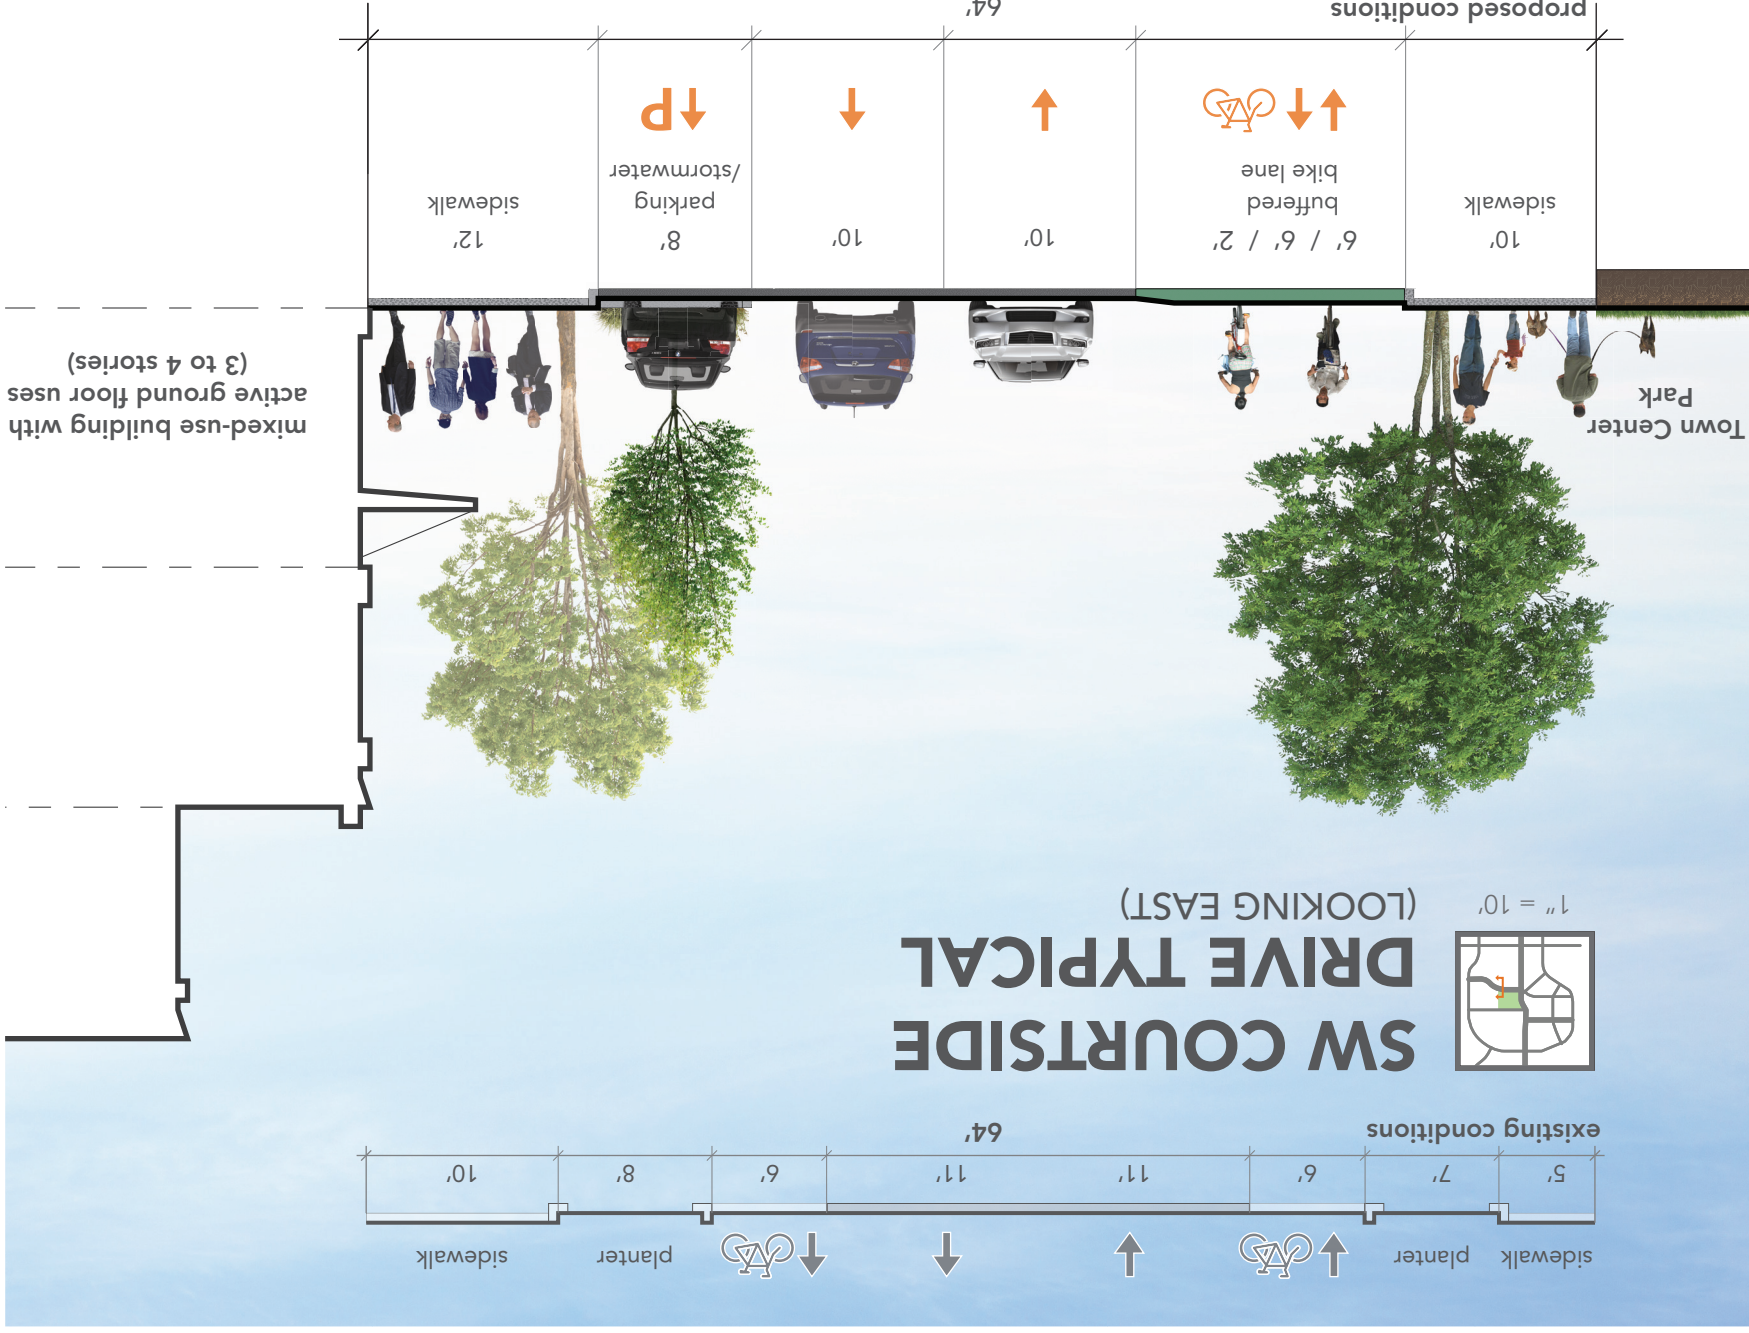 sidewalk
planter
planter
sidewalk
5'
7'
6'
11'
11'
6'
8'
10'
existing conditions
64'
SW COURTSIDE
DRIVE TYPICAL
(LOOKING EAST)
1" = 10'
Town Center
Park
mixed-use building with
active ground floor uses
(3 to 4 stories)
10'
sidewalk
6' / 6' / 2'
buffered
bike lane
10'
10'
8'
parking
/stormwater
P
12'
sidewalk
proposed conditions
64'